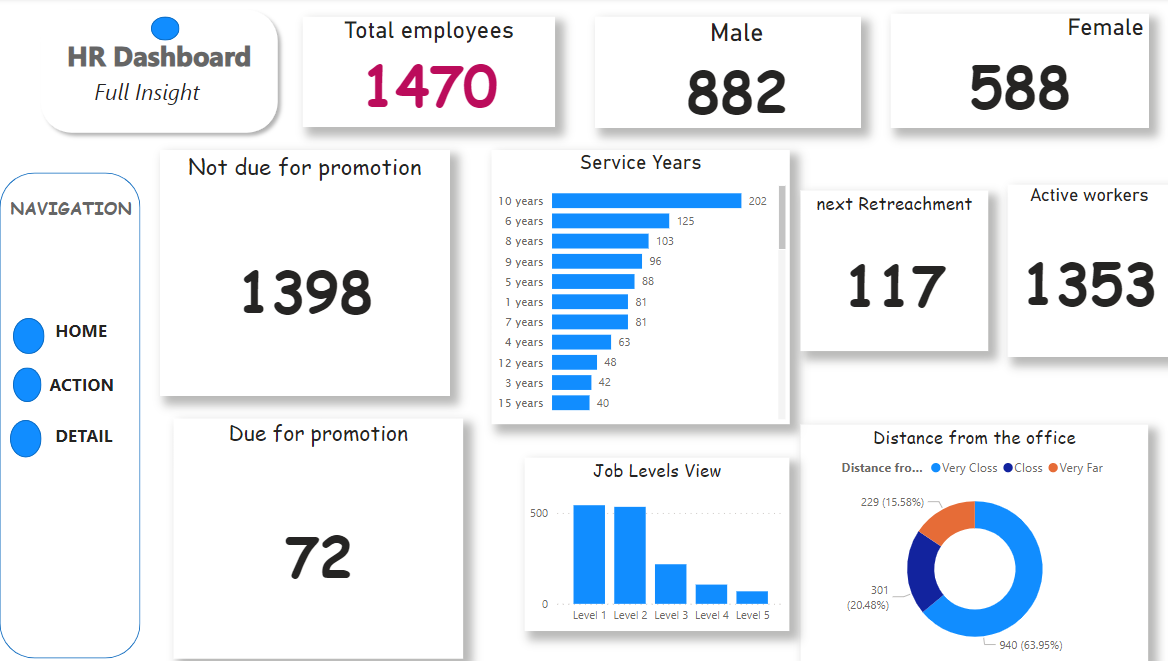 HR Dashboard
Full Insight
Total employees
1470
Male
882
Female
588
NAVIGATION
HOME
ACTION
DETAIL
Not due for promotion
1398
Due for promotion
72
Service Years
10 years 202
6 years 125
8 years 103
9 years 96
5 years 88
1 years 81
7 years 81
4 years 63
12 years 48
3 years 42
15 years 40
next Retreachment
117
Active workers
1353
Job Levels View
500
0
Level 1 Level 2 Level 3 Level 4 Level 5
Distance from the office
Distance fro... Very Closs Closs Very Far
229 (15.58%)
301
(20.48%)
940 (63.95%)